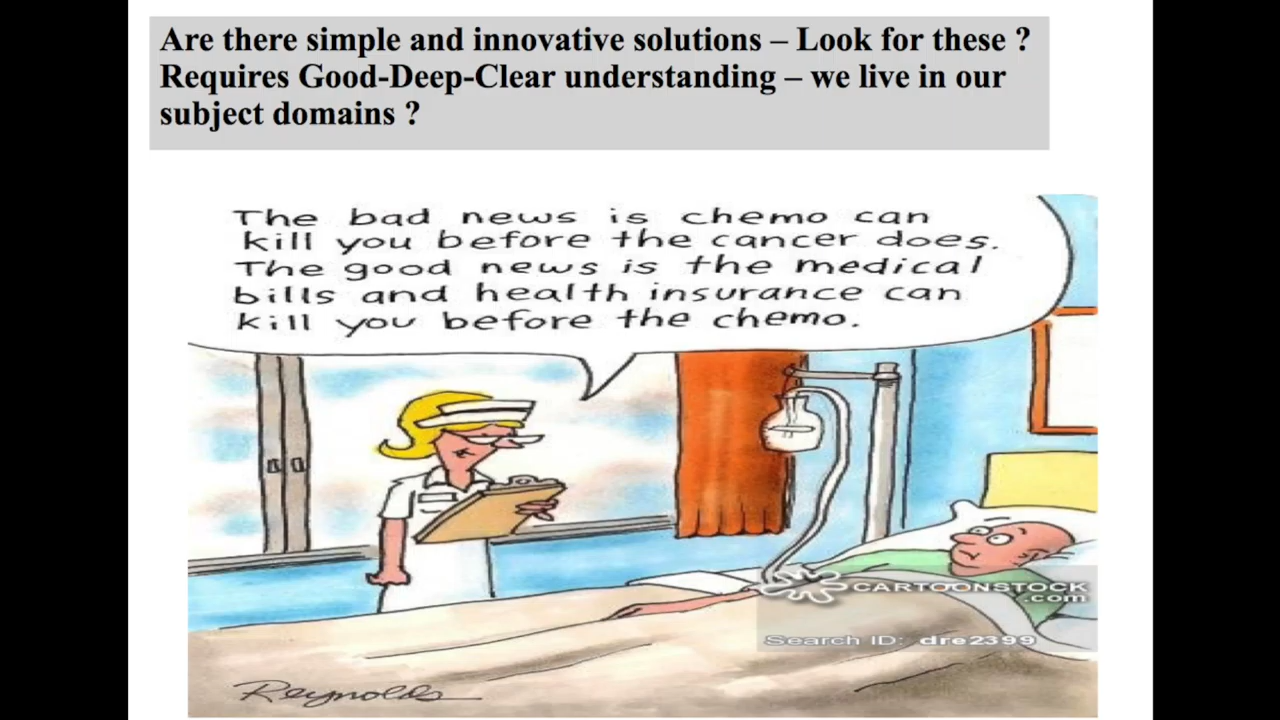 Are there simple and innovative solutions – Look for these ?
Requires Good-Deep-Clear understanding – we live in our
subject domains ?
The bad news is chemo can
kill you before the cancer does.
The good news is the medical
bills and health insurance can
kill you before the chemo.
CARTOONSTOCK
.com
Search ID: dre2399
Reynolds